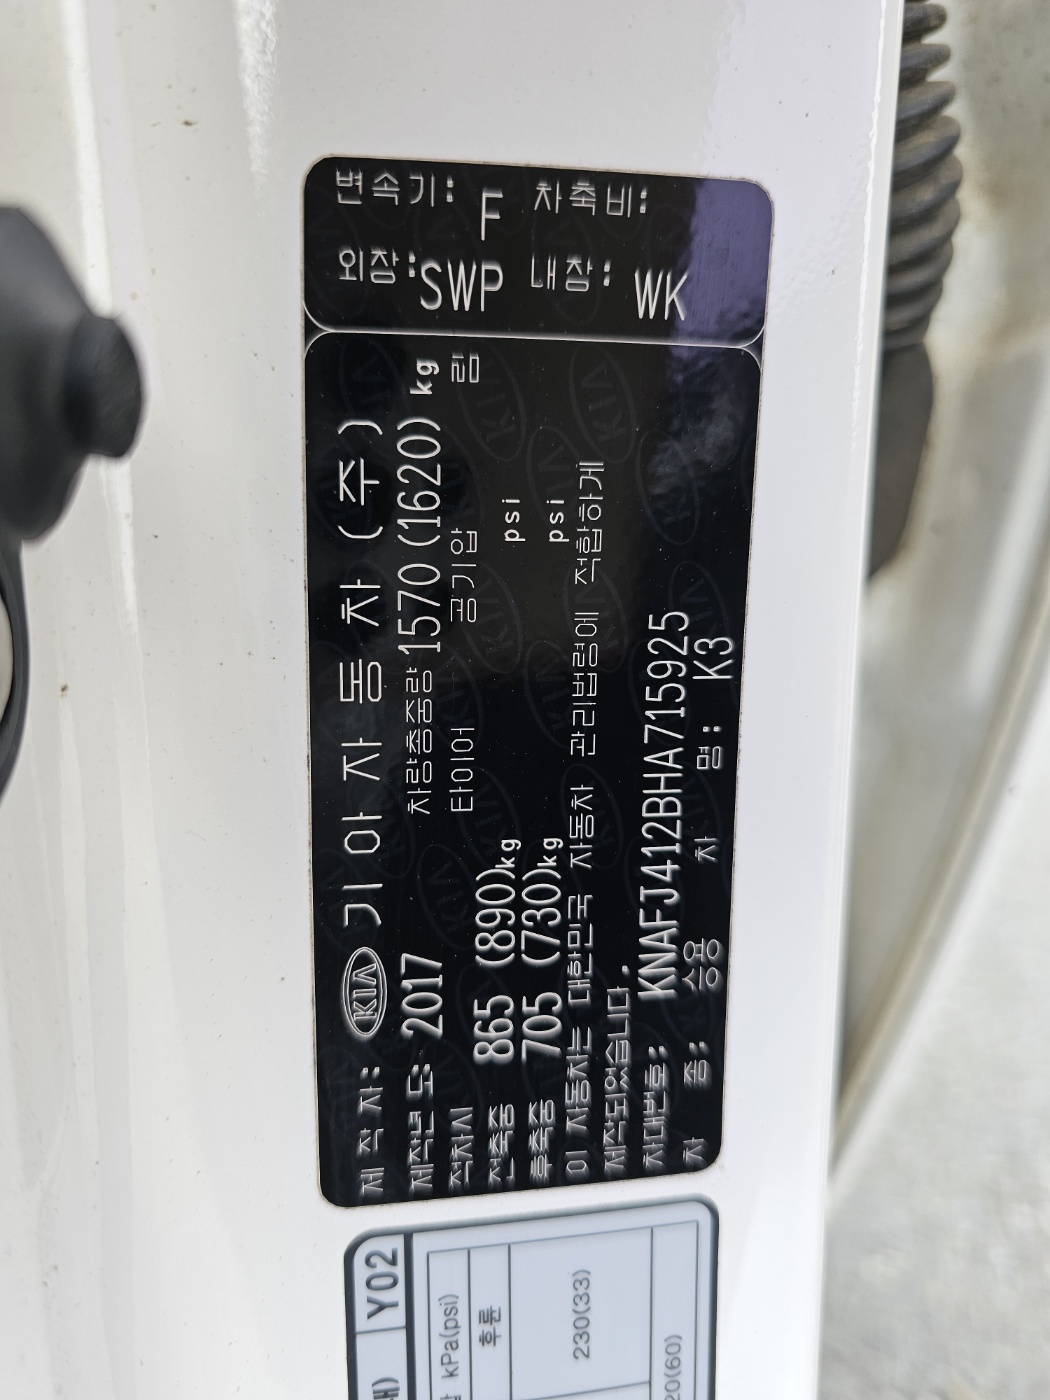 변속기: F 차축비:
외장: SWP 내장: WK
제 작 자: KIA 기아자동차(주)
제작년 도: 2017 차량총중량 1570 (1620) kg
적차시 타이어 공기압 림
전축중 865 (890)kg psi
후축중 705 (730)kg psi
이 자동차는 대한민국 자동차 관리법령에 적합하게
제작되었습니다.
차대번호: KNAFJ412BHA715925
차 종: 승용 차 명: K3
Y02
kPa(psi)
후륜
230(33)
20(60)